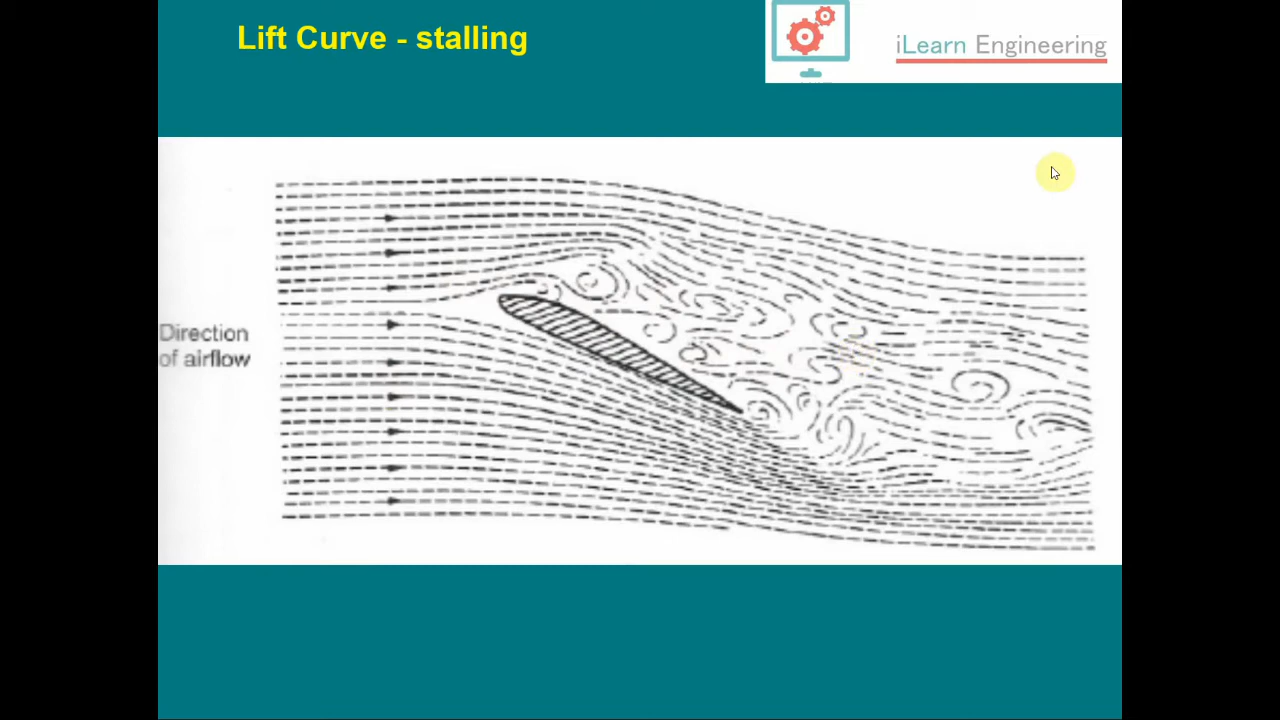 Lift Curve - stalling
iLearn Engineering
Direction
of airflow